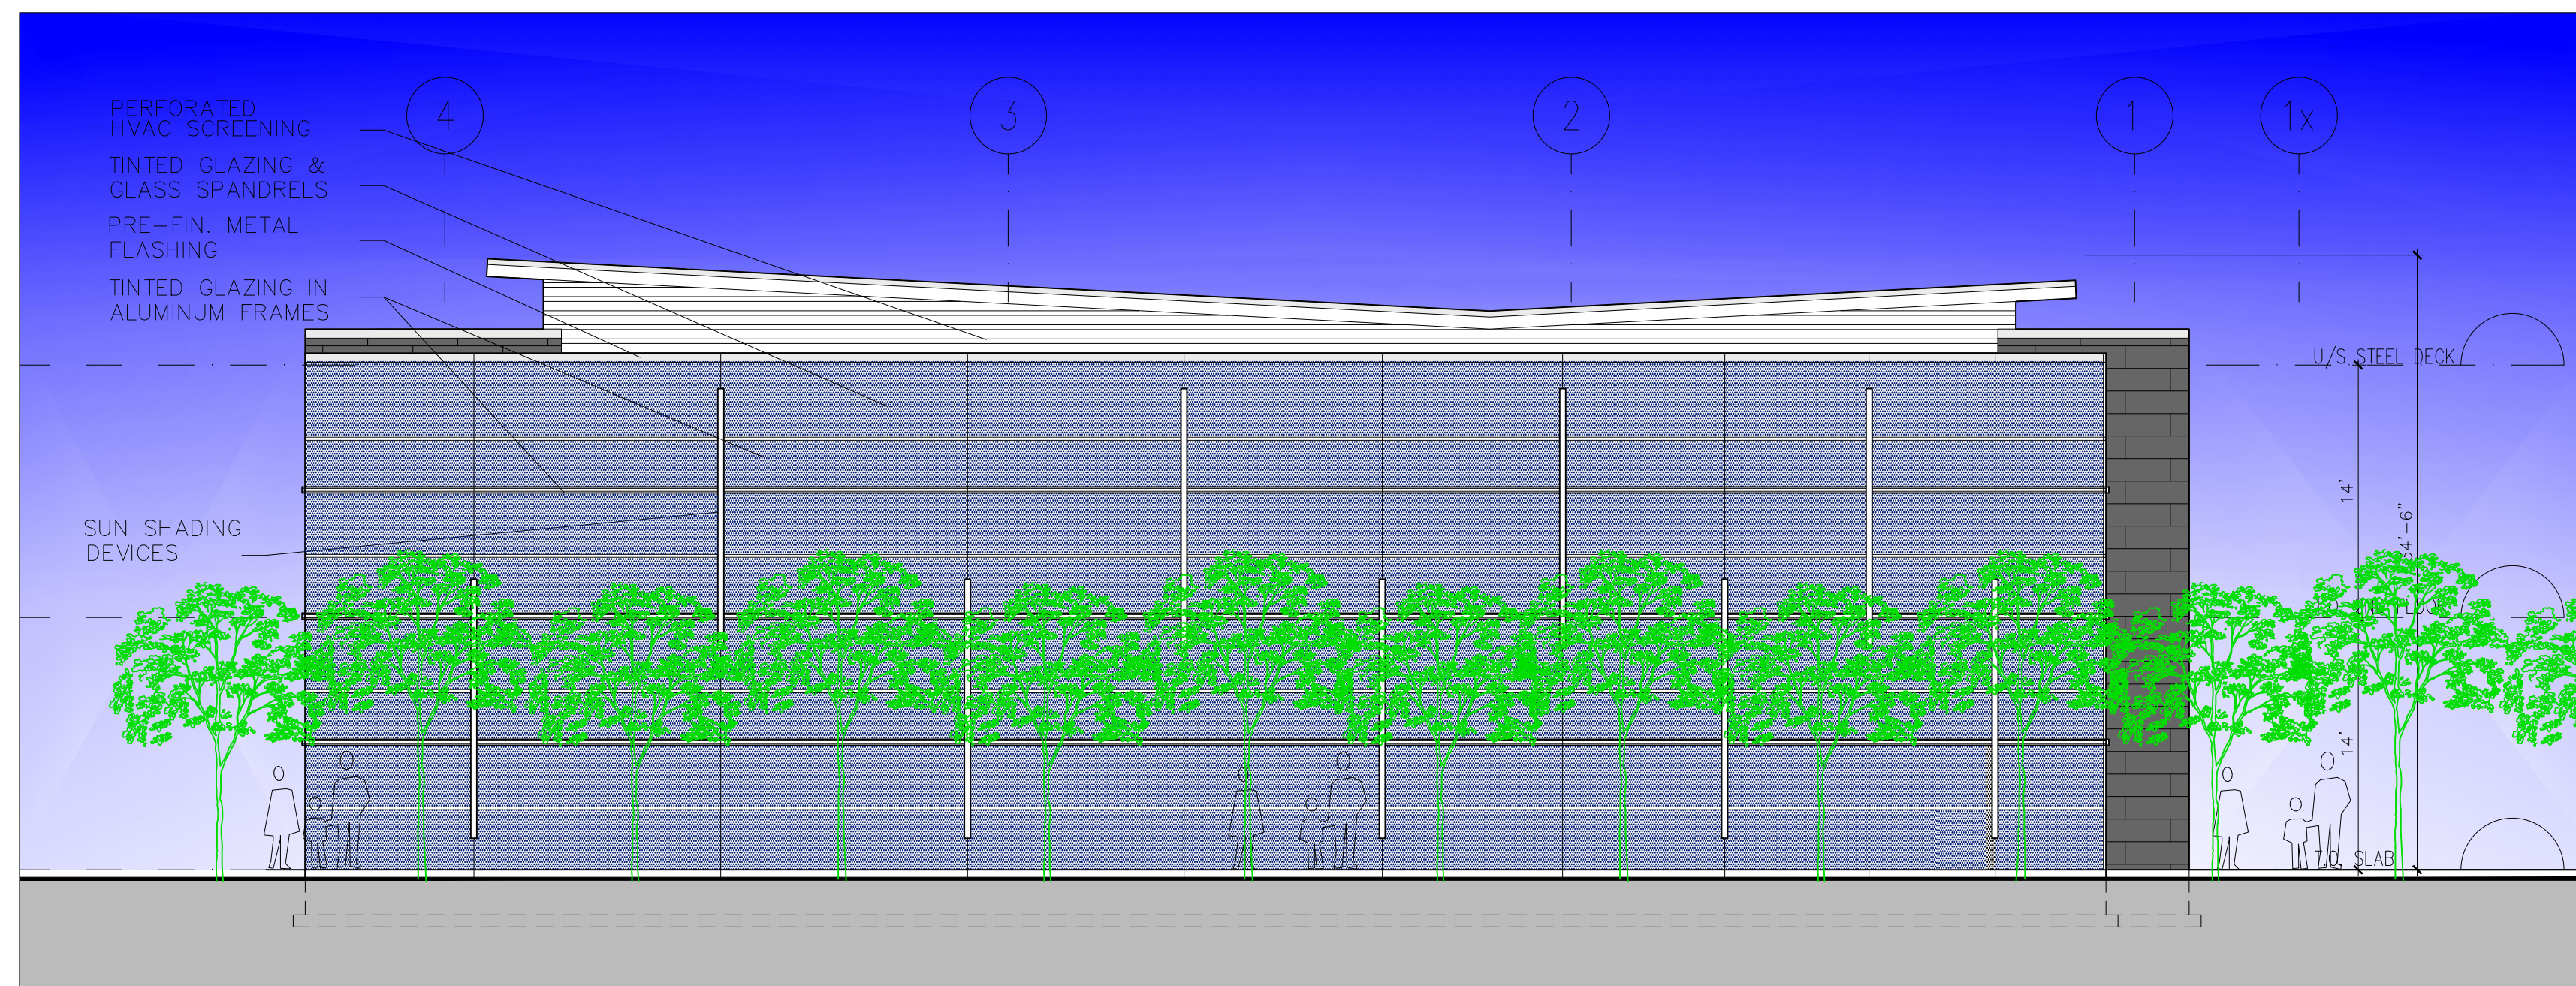 4
3
2
1
1x
PERFORATED
HVAC SCREENING
TINTED GLAZING &
GLASS SPANDRELS
PRE-FIN. METAL
FLASHING
TINTED GLAZING IN
ALUMINUM FRAMES
SUN SHADING
DEVICES
U/S STEEL DECK
14'
34'-6"
FLOOR
14'
T.O. SLAB